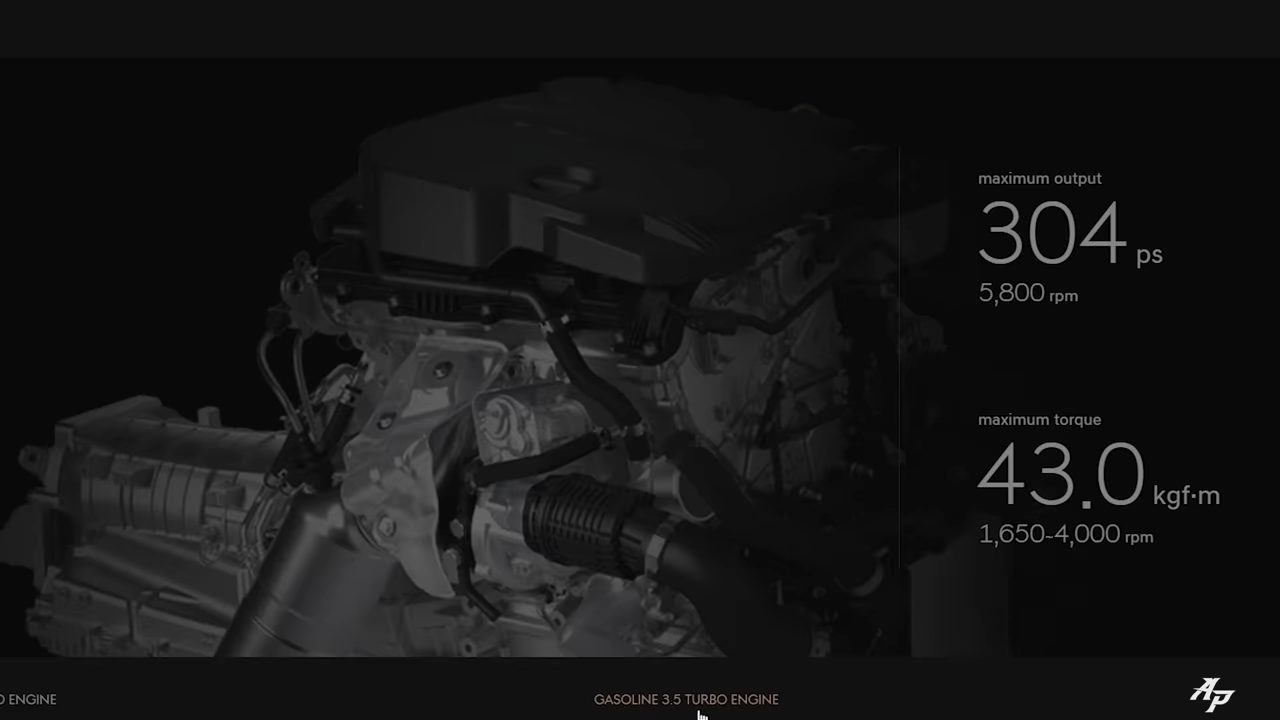 maximum output
304 ps
5,800 rpm
maximum torque
43.0 kgf·m
1,650-4,000 rpm
ENGINE
GASOLINE 3.5 TURBO ENGINE
AP